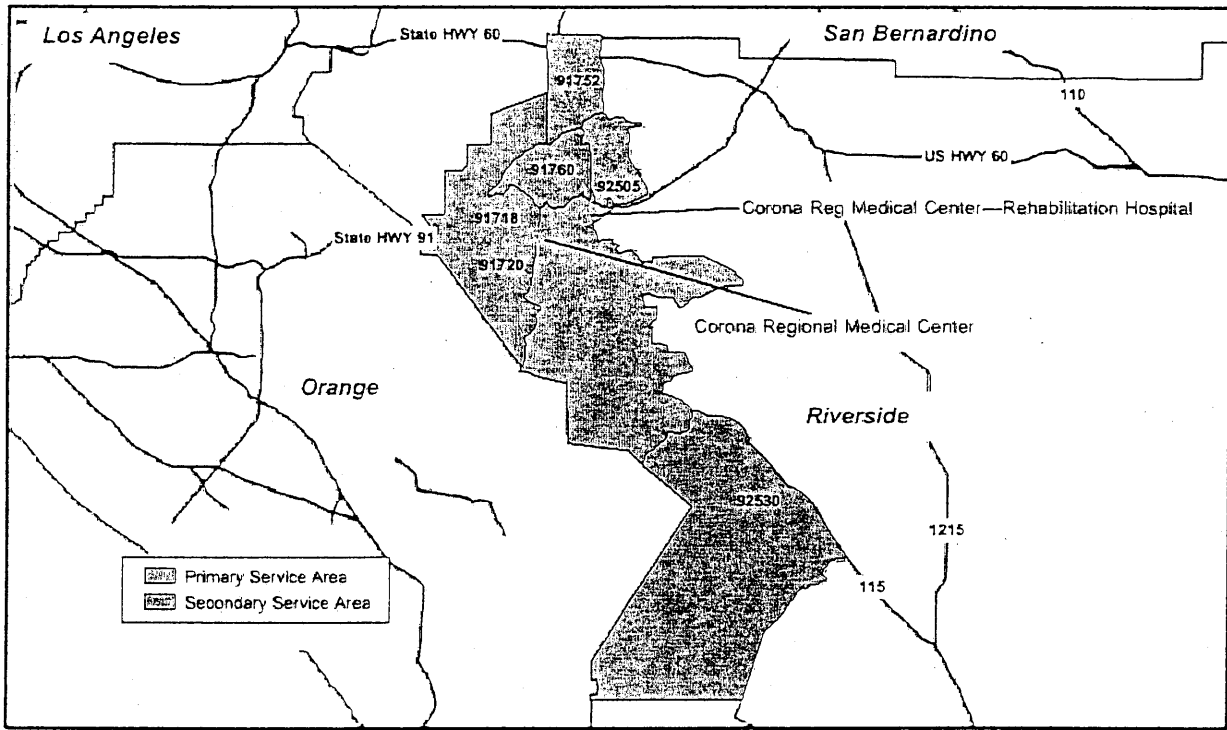 Los Angeles
State HWY 60
San Bernardino
91752
110
US HWY 60
91760
92505
Corona Reg Medical Center—Rehabilitation Hospital
91718
State HWY 91
91720
Corona Regional Medical Center
Orange
Riverside
92530
1215
115
Primary Service Area
Secondary Service Area